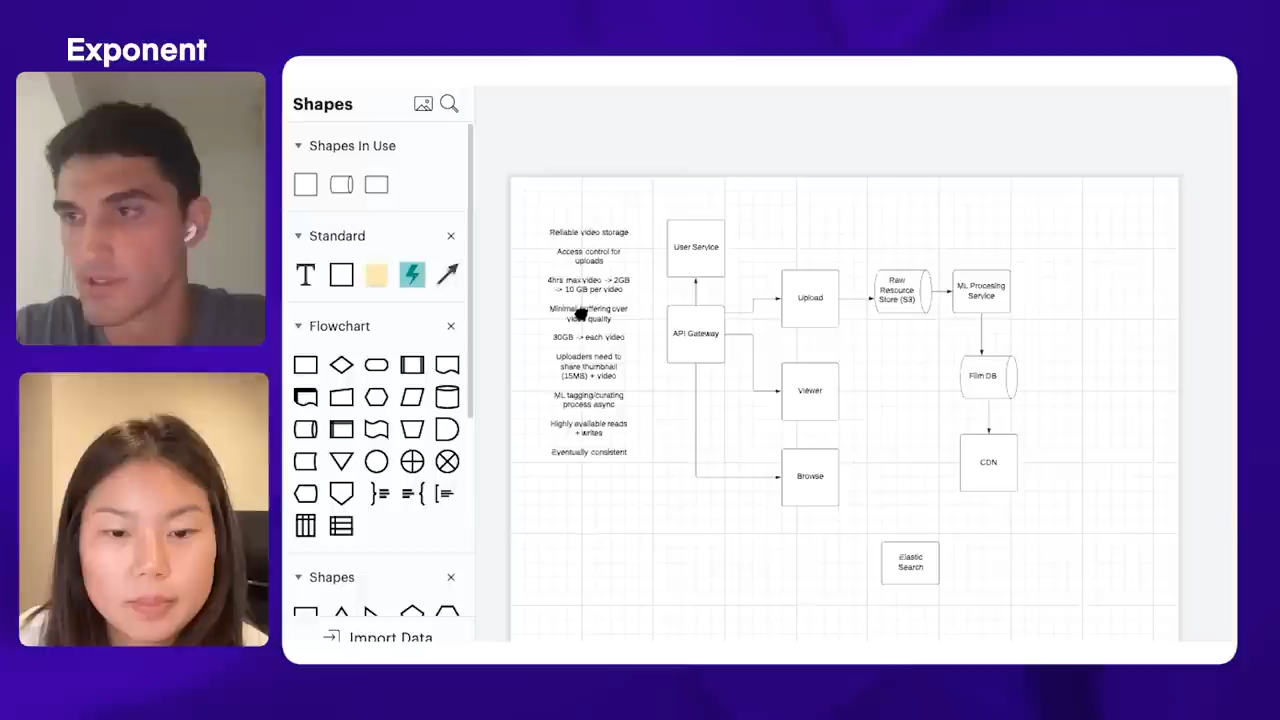 Exponent
Shapes
Shapes In Use
Standard
T
Flowchart
Shapes
Import Data
Reliable video storage
Access control for
uploads
4hrs max video -> 2GB
-> 10 GB per video
Minimal buffering over
video quality
30GB -> each video
Uploaders need to
share thumbnail
(15MB) + video
ML tagging/curating
process async
Highly available reads
+ writes
Eventually consistent
User Service
API Gateway
Upload
Viewer
Browse
Raw
Resource
Store (S3)
ML Procesing
Service
Film DB
CDN
Elastic
Search